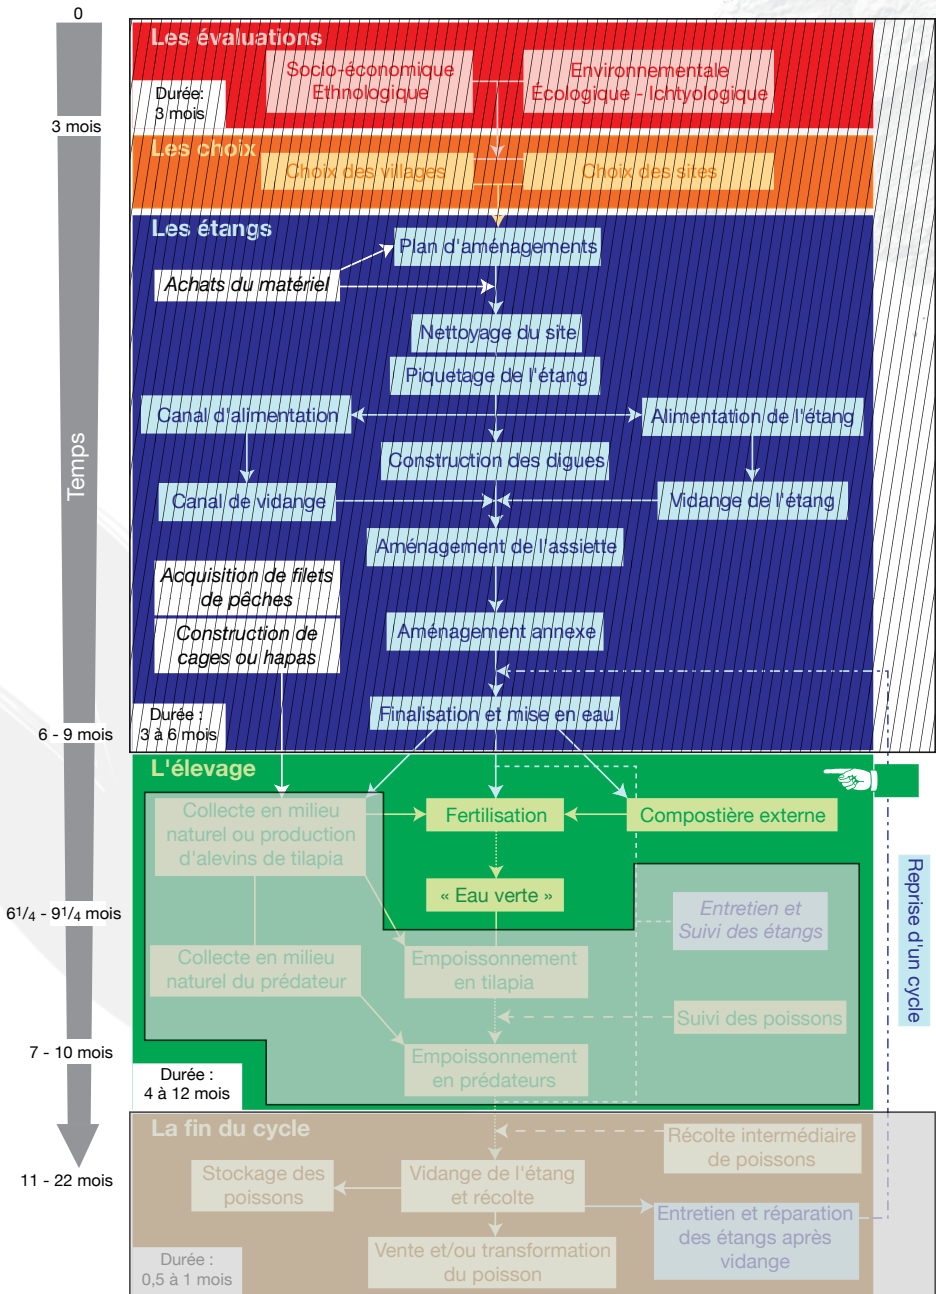 0
Les évaluations
Socio-économique
Ethnologique
Environnementale
Écologique - Ichtyologique
Durée:
3 mois
3 mois
Les choix
Choix des villages
Choix des sites
Les étangs
Plan d'aménagements
Achats du matériel
Nettoyage du site
Piquetage de l'étang
Canal d'alimentation
Alimentation de l'étang
Construction des digues
Temps
Canal de vidange
Vidange de l'étang
Aménagement de l'assiette
Acquisition de filets
de pêches
Construction de
cages ou hapas
Aménagement annexe
Finalisation et mise en eau
Durée :
3 à 6 mois
6 - 9 mois
L'élevage
Collecte en milieu
naturel ou production
d'alevins de tilapia
Fertilisation
Compostière externe
« Eau verte »
6 1/4 - 9 1/4 mois
Entretien et
Suivi des étangs
Reprise d'un cycle
Collecte en milieu
naturel du prédateur
Empoissonnement
en tilapia
Suivi des poissons
7 - 10 mois
Empoissonnement
en prédateurs
Durée :
4 à 12 mois
La fin du cycle
Récolte intermédiaire
de poissons
11 - 22 mois
Stockage des
poissons
Vidange de l'étang
et récolte
Entretien et réparation
des étangs après
vidange
Vente et/ou transformation
du poisson
Durée :
0,5 à 1 mois